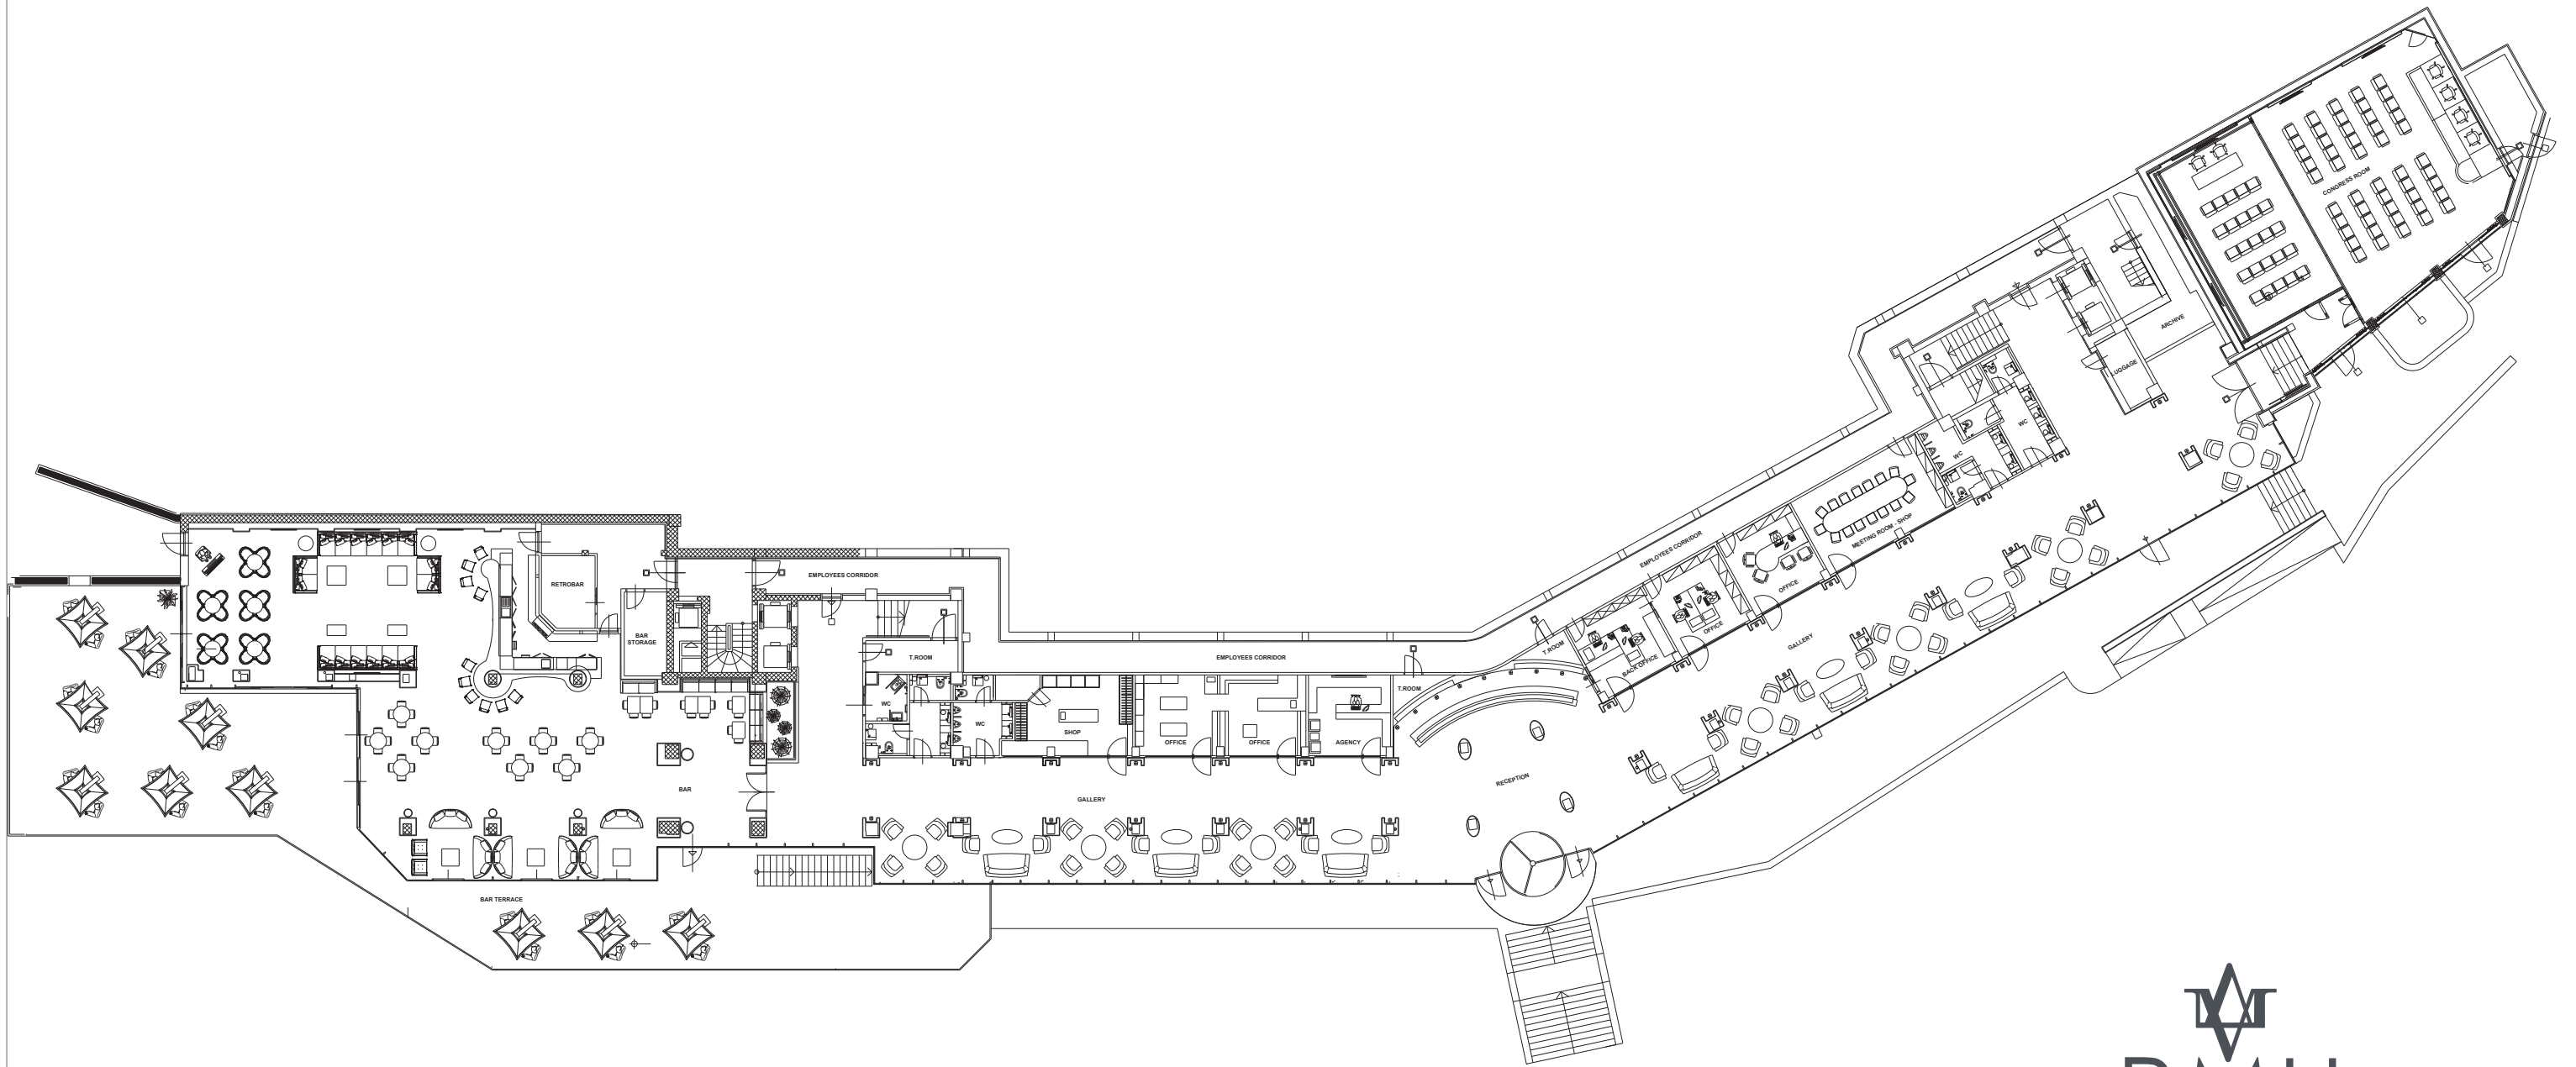 CONGRESS ROOM
ARCHIVE
LUGGAGE
WC
WC
MEETING ROOM - SHOP
EMPLOYEES CORRIDOR
OFFICE
OFFICE
BACK OFFICE
T.ROOM
GALLERY
RETROBAR
EMPLOYEES CORRIDOR
BAR
STORAGE
T.ROOM
EMPLOYEES CORRIDOR
T.ROOM
WC
WC
SHOP
OFFICE
OFFICE
AGENCY
RECEPTION
BAR
GALLERY
BAR TERRACE